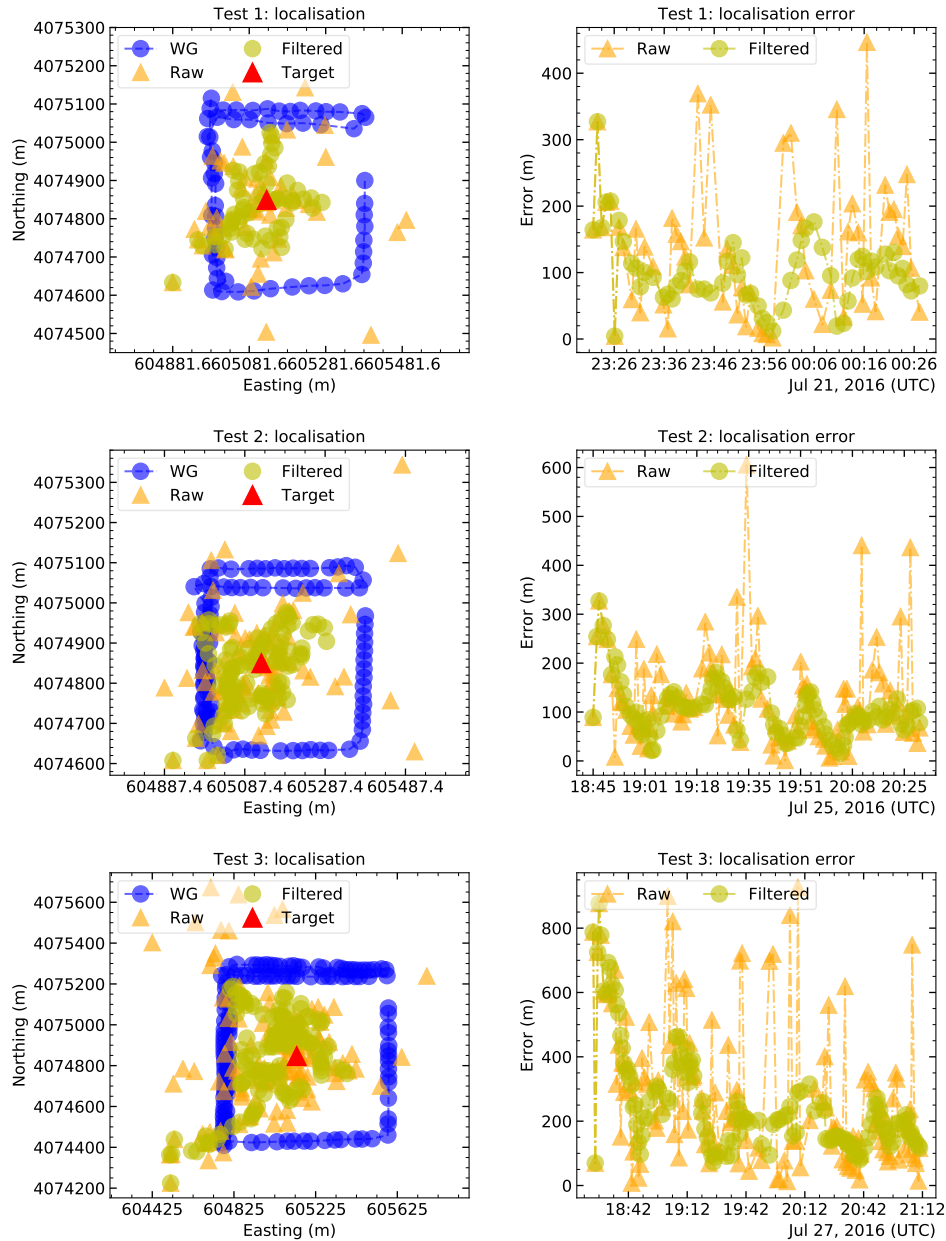 Test 1: localisation
Northing (m)
4075300
4075200
4075100
4075000
4074900
4074800
4074700
4074600
4074500
WG
Raw
Filtered
Target
604881.6
605081.6
605281.6
605481.6
Easting (m)
Test 1: localisation error
Error (m)
400
300
200
100
0
Raw
Filtered
23:26
23:36
23:46
23:56
00:06
00:16
00:26
Jul 21, 2016 (UTC)
Test 2: localisation
Northing (m)
4075300
4075200
4075100
4075000
4074900
4074800
4074700
4074600
WG
Raw
Filtered
Target
604887.4
605087.4
605287.4
605487.4
Easting (m)
Test 2: localisation error
Error (m)
600
500
400
300
200
100
0
Raw
Filtered
18:45
19:01
19:18
19:35
19:51
20:08
20:25
Jul 25, 2016 (UTC)
Test 3: localisation
Northing (m)
4075600
4075400
4075200
4075000
4074800
4074600
4074400
4074200
WG
Raw
Filtered
Target
604425
604825
605225
605625
Easting (m)
Test 3: localisation error
Error (m)
800
600
400
200
0
Raw
Filtered
18:42
19:12
19:42
20:12
20:42
21:12
Jul 27, 2016 (UTC)